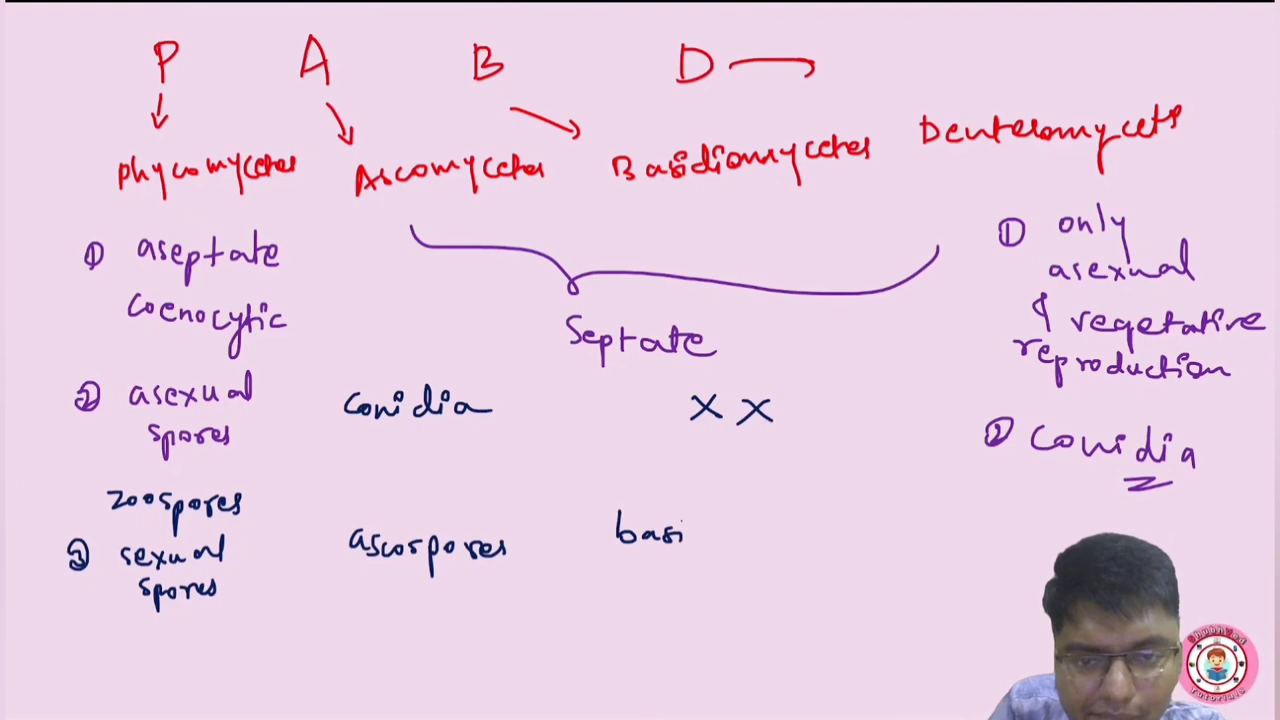 P A B D
Phycomycetes Ascomycetes Basidiomycetes Deuteromycets
① aseptate
coenocytic
Septate
① only
asexual
& vegetative
reproduction
② asexual
spores
conidia
X X
② conidia
zoospores
③ sexual
spores
ascospores
basi